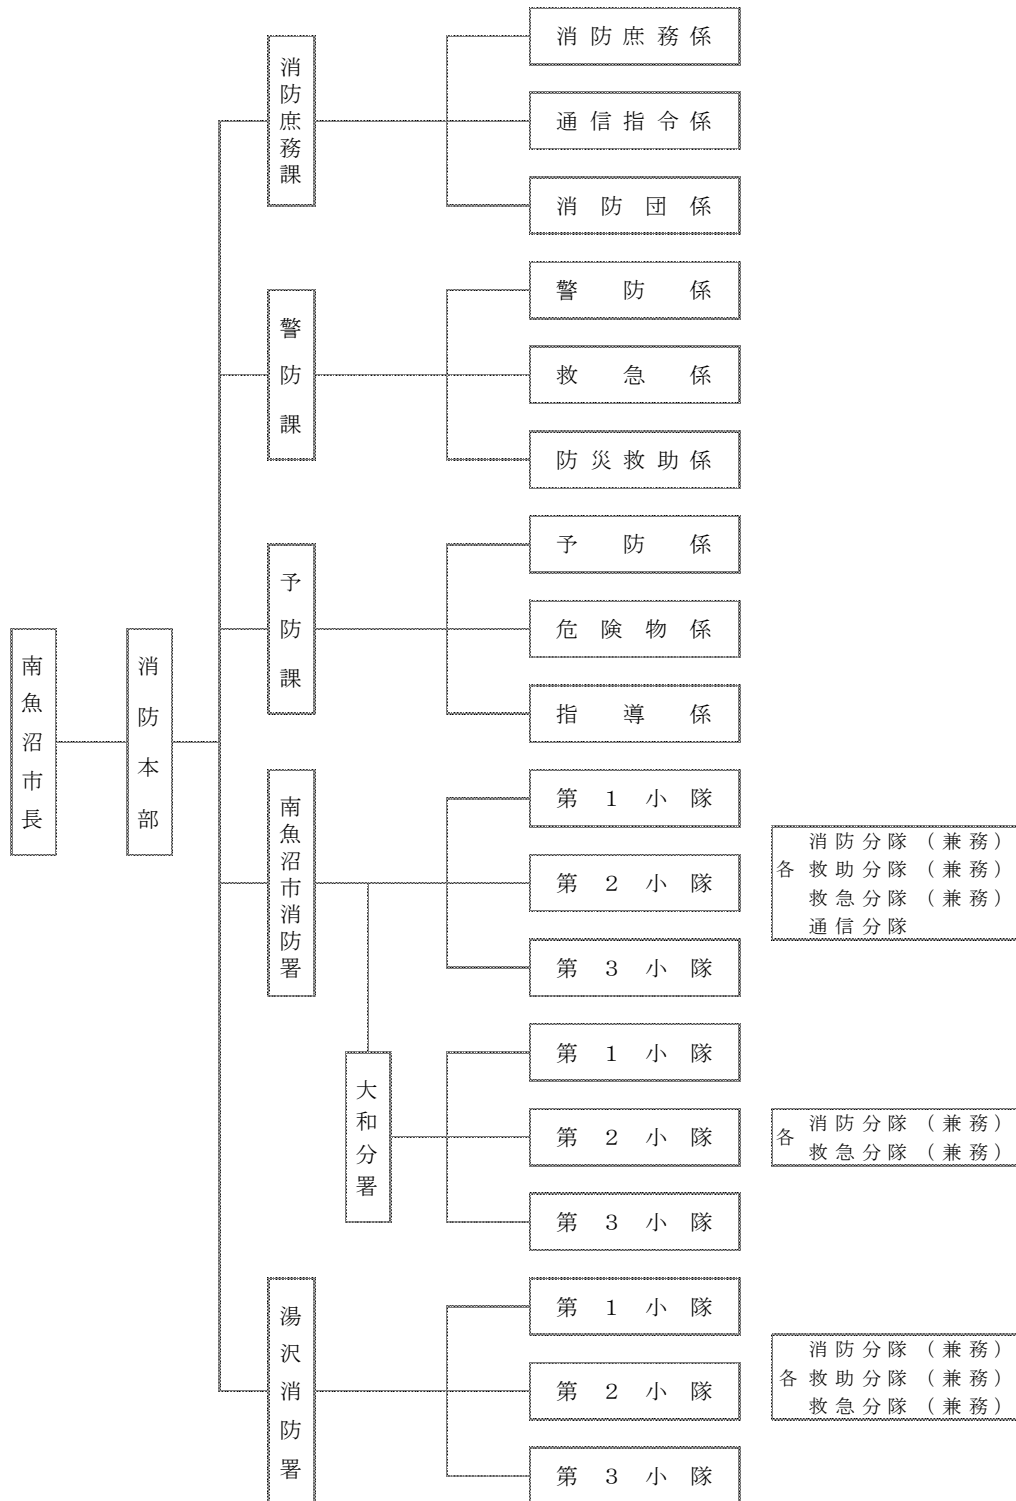 南魚沼市長
消防本部
消防庶務課
消防庶務係
通信指令係
消防団係
警防課
警防係
救急係
防災救助係
予防課
予防係
危険物係
指導係
南魚沼市消防署
第１小隊
第２小隊
第３小隊
消防分隊（兼務）
各 救助分隊（兼務）
救急分隊（兼務）
通信分隊
大和分署
第１小隊
第２小隊
第３小隊
各 消防分隊（兼務）
救急分隊（兼務）
湯沢消防署
第１小隊
第２小隊
第３小隊
消防分隊（兼務）
各 救助分隊（兼務）
救急分隊（兼務）